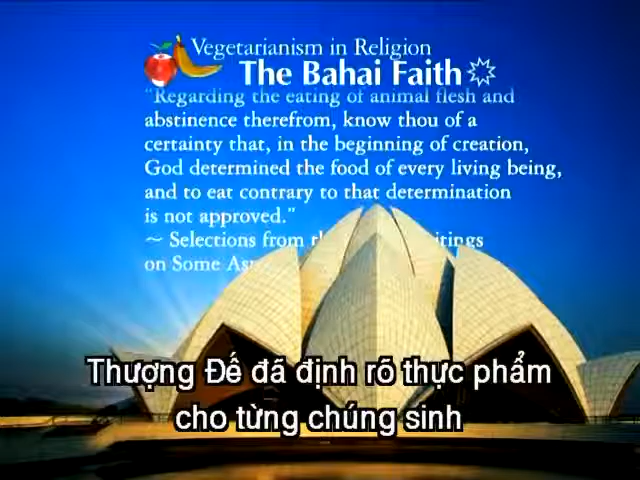 Vegetarianism in Religion
The Bahai Faith
"Regarding the eating of animal flesh and
abstinence therefrom, know thou of a
certainty that, in the beginning of creation,
God determined the food of every living being,
and to eat contrary to that determination
is not approved."
~ Selections from
on Some
Thượng Đế đã định rõ thực phẩm
cho từng chúng sinh